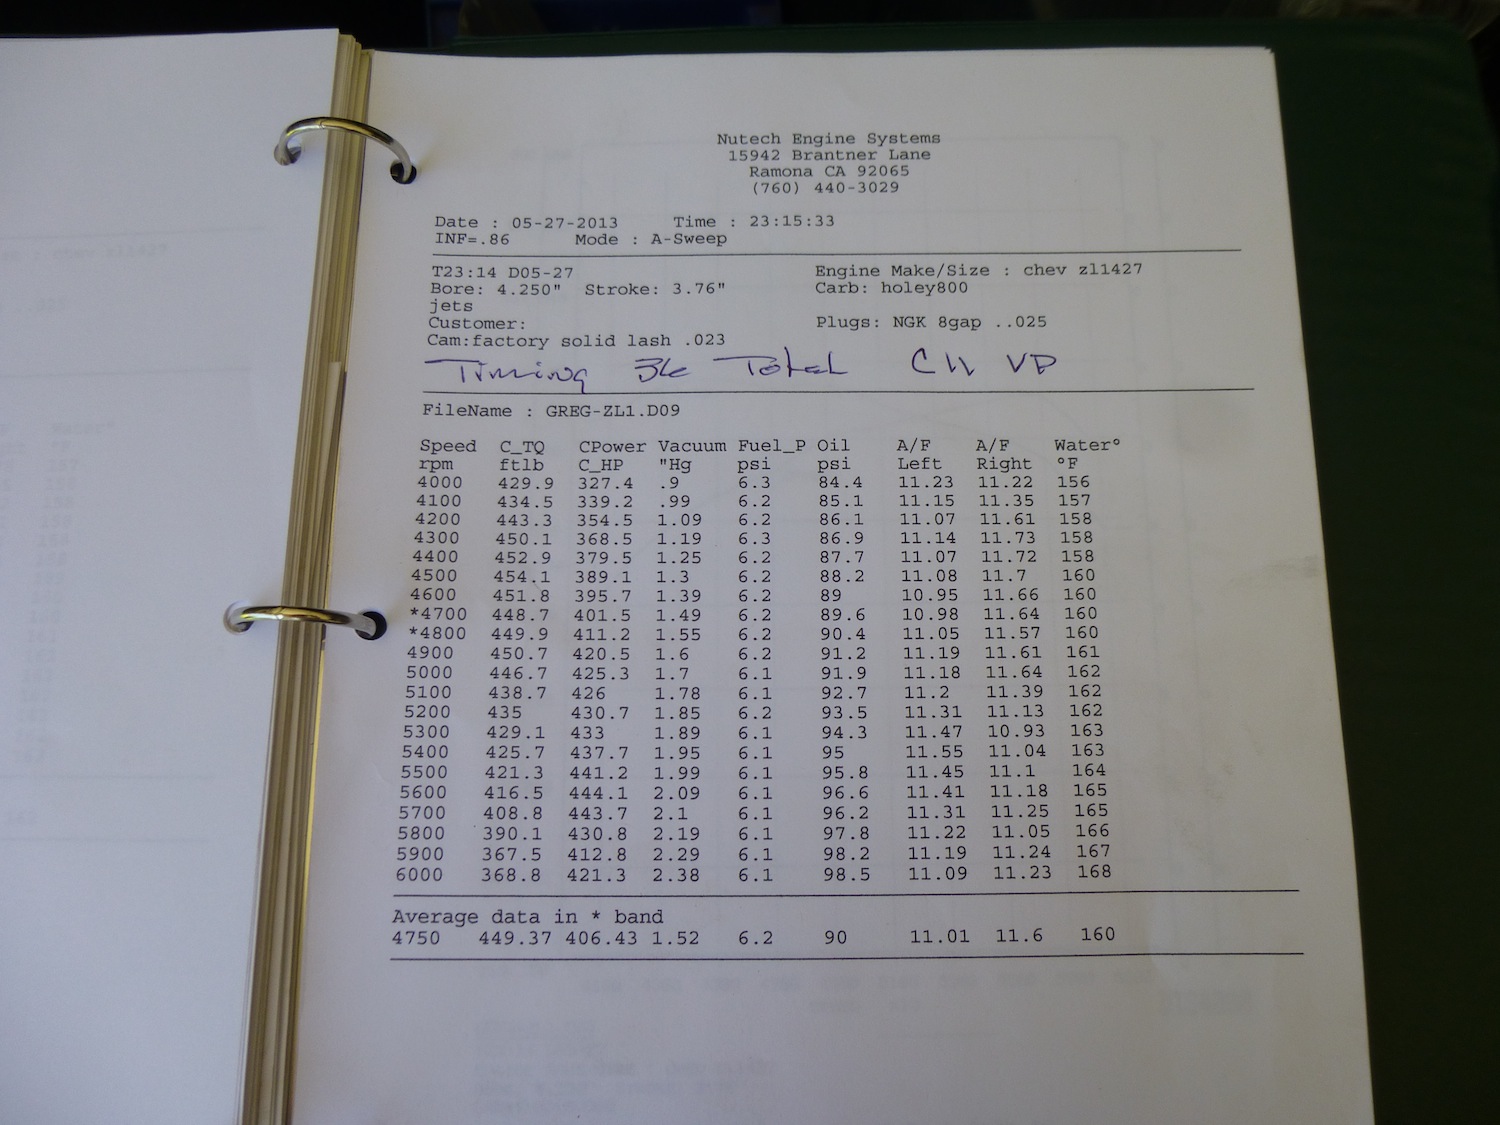 Nutech Engine Systems
15942 Brantner Lane
Ramona CA 92065
(760) 440-3029
Date : 05-27-2013 Time : 23:15:33
INF=.86 Mode : A-Sweep
T23:14 D05-27 Engine Make/Size : chev zl1427
Bore: 4.250" Stroke: 3.76" Carb: holey800
jets
Customer: Plugs: NGK 8gap ..025
Cam:factory solid lash .023
Timing 36 Total
FileName : GREG-ZL1.D09
Speed C_TQ CPower Vacuum Fuel_P Oil A/F A/F Water°
rpm ftlb C_HP "Hg psi psi Left Right °F
4000 429.9 327.4 .9 6.3 84.4 11.23 11.22 156
4100 434.5 339.2 .99 6.2 85.1 11.15 11.35 157
4200 443.3 354.5 1.09 6.2 86.1 11.07 11.61 158
4300 450.1 368.5 1.19 6.3 86.9 11.14 11.73 158
4400 452.9 379.5 1.25 6.2 87.7 11.07 11.72 158
4500 454.1 389.1 1.3 6.2 88.2 11.08 11.7 160
4600 451.8 395.7 1.39 6.2 89 10.95 11.66 160
*4700 448.7 401.5 1.49 6.2 89.6 10.98 11.64 160
*4800 449.9 411.2 1.55 6.2 90.4 11.05 11.57 160
4900 450.7 420.5 1.6 6.2 91.2 11.19 11.61 161
5000 446.7 425.3 1.7 6.1 91.9 11.18 11.64 162
5100 438.7 426 1.78 6.1 92.7 11.2 11.39 162
5200 435 430.7 1.85 6.2 93.5 11.31 11.13 162
5300 429.1 433 1.89 6.1 94.3 11.47 10.93 163
5400 425.7 437.7 1.95 6.1 95 11.55 11.04 163
5500 421.3 441.2 1.99 6.1 95.8 11.45 11.1 164
5600 416.5 444.1 2.09 6.1 96.6 11.41 11.18 165
5700 408.8 443.7 2.1 6.1 96.2 11.31 11.25 165
5800 390.1 430.8 2.19 6.1 97.8 11.22 11.05 166
5900 367.5 412.8 2.29 6.1 98.2 11.19 11.24 167
6000 368.8 421.3 2.38 6.1 98.5 11.09 11.23 168
Average data in * band
4750 449.37 406.43 1.52 6.2 90 11.01 11.6 160